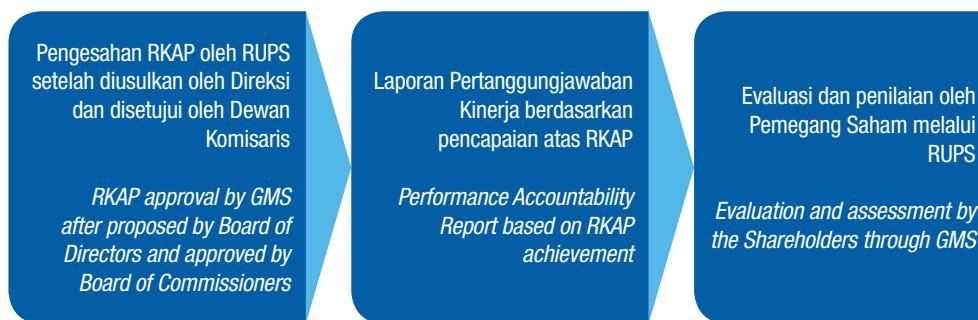 Pengesahan RKAP oleh RUPS
setelah diusulkan oleh Direksi
dan disetujui oleh Dewan
Komisaris
RKAP approval by GMS
after proposed by Board of
Directors and approved by
Board of Commissioners
Laporan Pertanggungjawaban
Kinerja berdasarkan
pencapaian atas RKAP
Performance Accountability
Report based on RKAP
achievement
Evaluasi dan penilaian oleh
Pemegang Saham melalui
RUPS
Evaluation and assessment by
the Shareholders through GMS